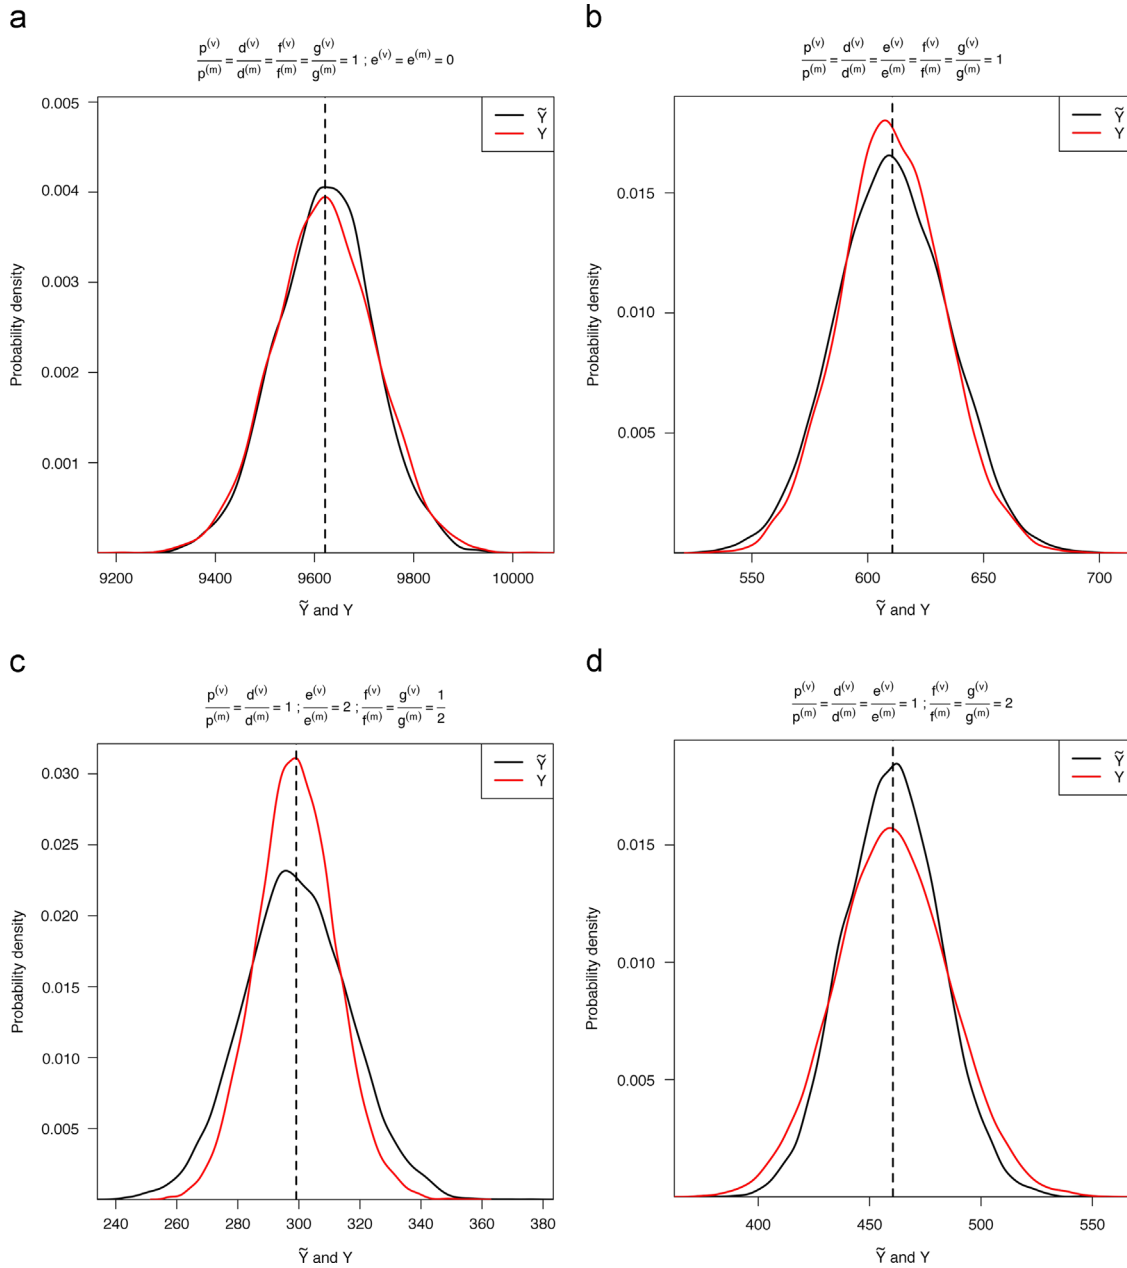 a
p(v)/p(m) = d(v)/d(m) = f(v)/f(m) = g(v)/g(m) = 1 ; e(v) = e(m) = 0
Ỹ
Y
Probability density
0.005
0.004
0.003
0.002
0.001
9200 9400 9600 9800 10000
Ỹ and Y
b
p(v)/p(m) = d(v)/d(m) = e(v)/e(m) = f(v)/f(m) = g(v)/g(m) = 1
Ỹ
Y
Probability density
0.015
0.010
0.005
550 600 650 700
Ỹ and Y
c
p(v)/p(m) = d(v)/d(m) = 1 ; e(v)/e(m) = 2 ; f(v)/f(m) = g(v)/g(m) = 1/2
Ỹ
Y
Probability density
0.030
0.025
0.020
0.015
0.010
0.005
240 260 280 300 320 340 360 380
Ỹ and Y
d
p(v)/p(m) = d(v)/d(m) = e(v)/e(m) = 1 ; f(v)/f(m) = g(v)/g(m) = 2
Ỹ
Y
Probability density
0.015
0.010
0.005
400 450 500 550
Ỹ and Y